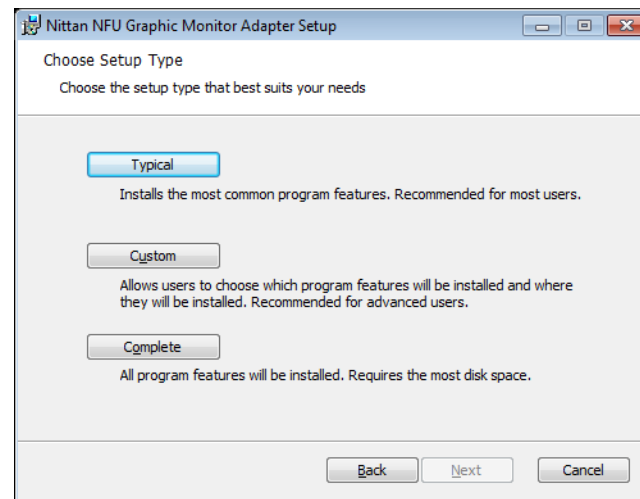 Nittan NFU Graphic Monitor Adapter Setup
Choose Setup Type
Choose the setup type that best suits your needs
Typical
Installs the most common program features. Recommended for most users.
Custom
Allows users to choose which program features will be installed and where
they will be installed. Recommended for advanced users.
Complete
All program features will be installed. Requires the most disk space.
Back Next Cancel